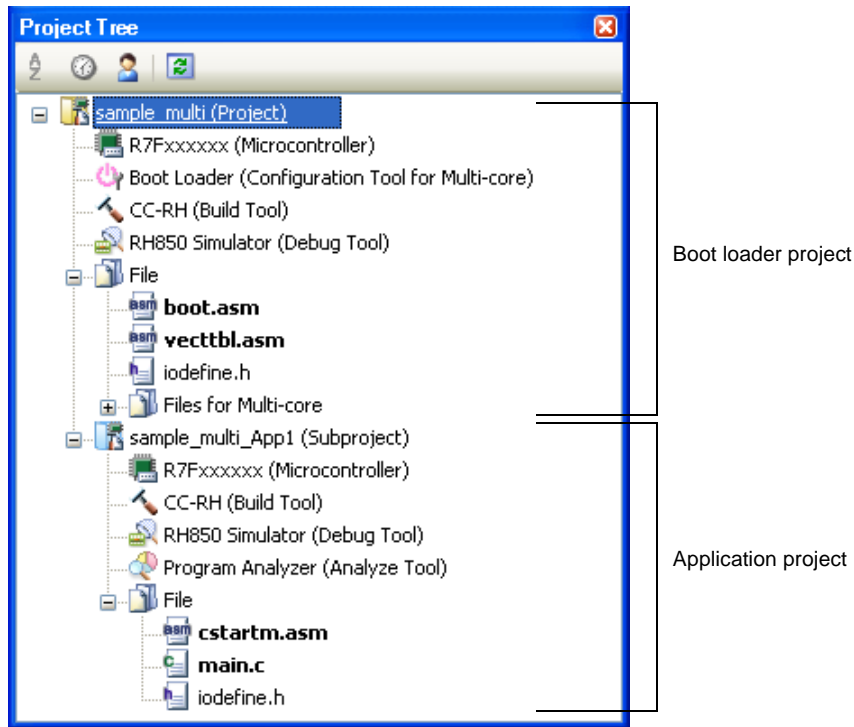 Project Tree
sample_multi (Project)
R7Fxxxxxx (Microcontroller)
Boot Loader (Configuration Tool for Multi-core)
CC-RH (Build Tool)
RH850 Simulator (Debug Tool)
File
boot.asm
vecttbl.asm
iodefine.h
Files for Multi-core
Boot loader project
sample_multi_App1 (Subproject)
R7Fxxxxxx (Microcontroller)
CC-RH (Build Tool)
RH850 Simulator (Debug Tool)
Program Analyzer (Analyze Tool)
File
cstartm.asm
main.c
iodefine.h
Application project